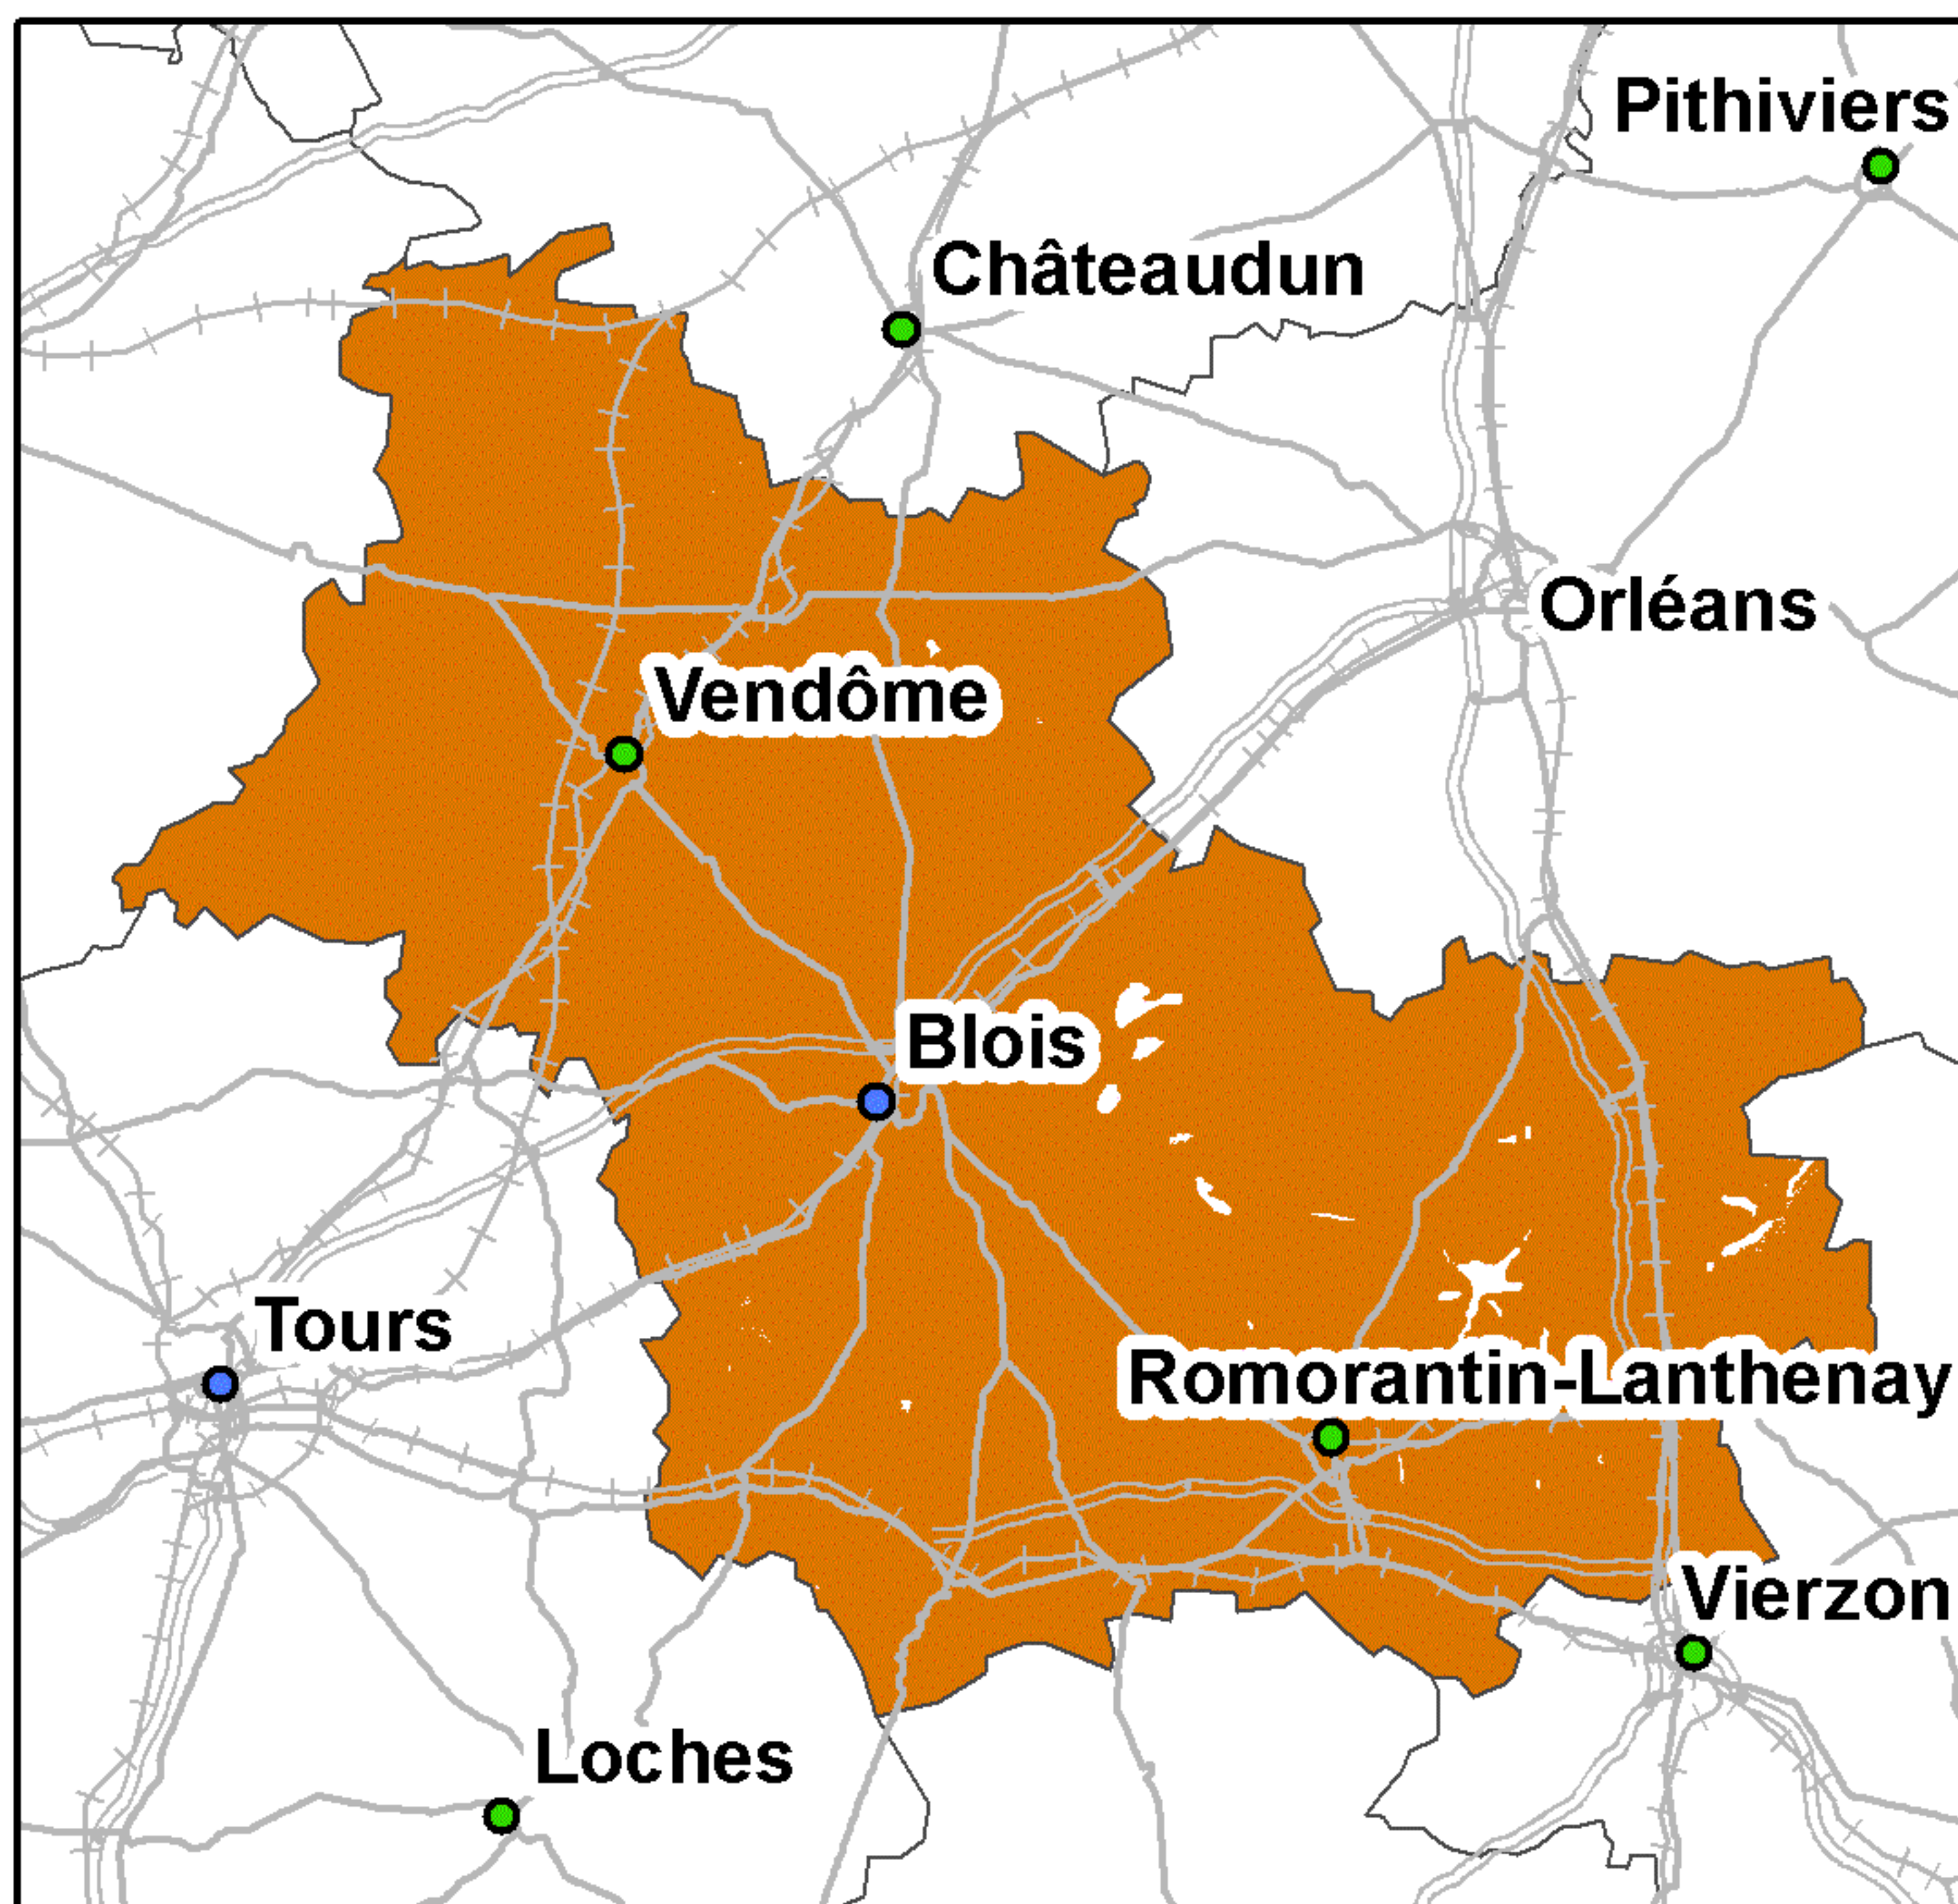 Pithiviers
Châteaudun
Orléans
Vendôme
Blois
Tours
Romorantin-Lanthenay
Vierzon
Loches